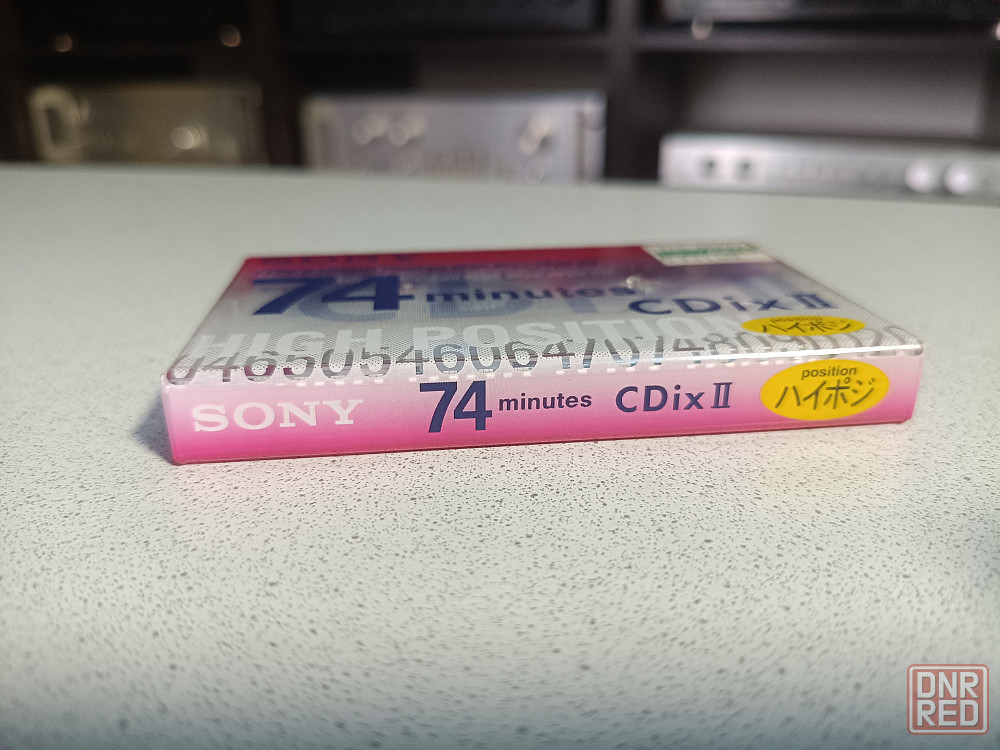 74 minutes
CDix II
HIGH POSITION
position
ハイポジ
046505460647074809020
SONY 74 minutes CDix II
position
ハイポジ
DNR
RED